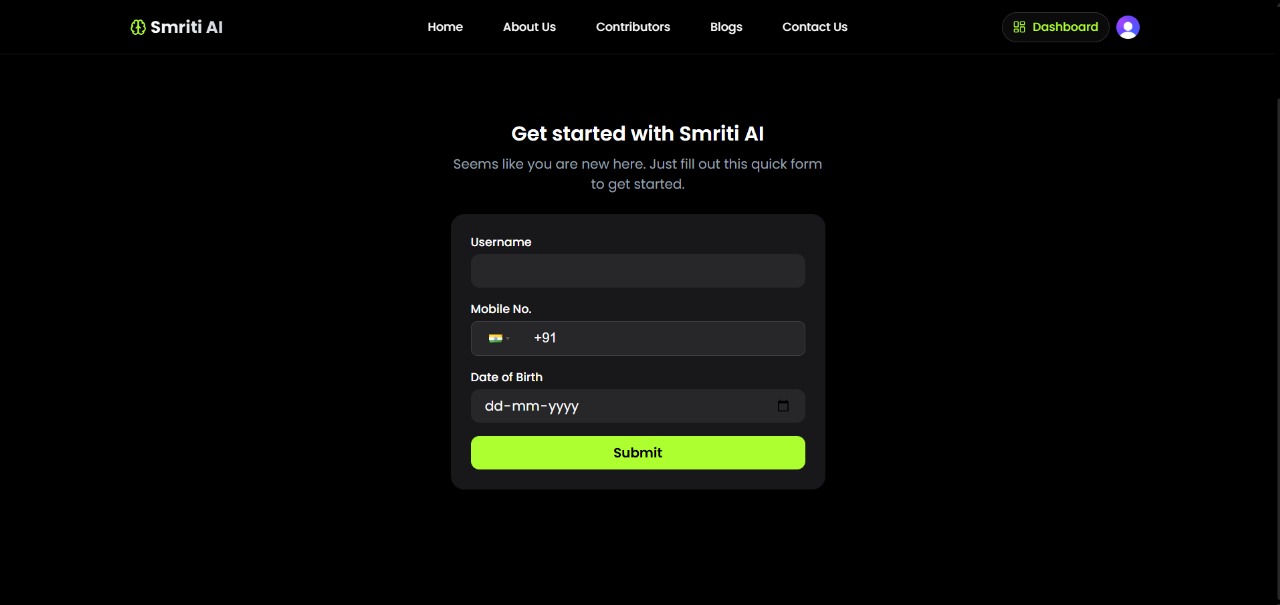 Smriti AI
Home
About Us
Contributors
Blogs
Contact Us
Dashboard
Get started with Smriti AI
Seems like you are new here. Just fill out this quick form
to get started.
Username
Mobile No.
+91
Date of Birth
dd-mm-yyyy
Submit